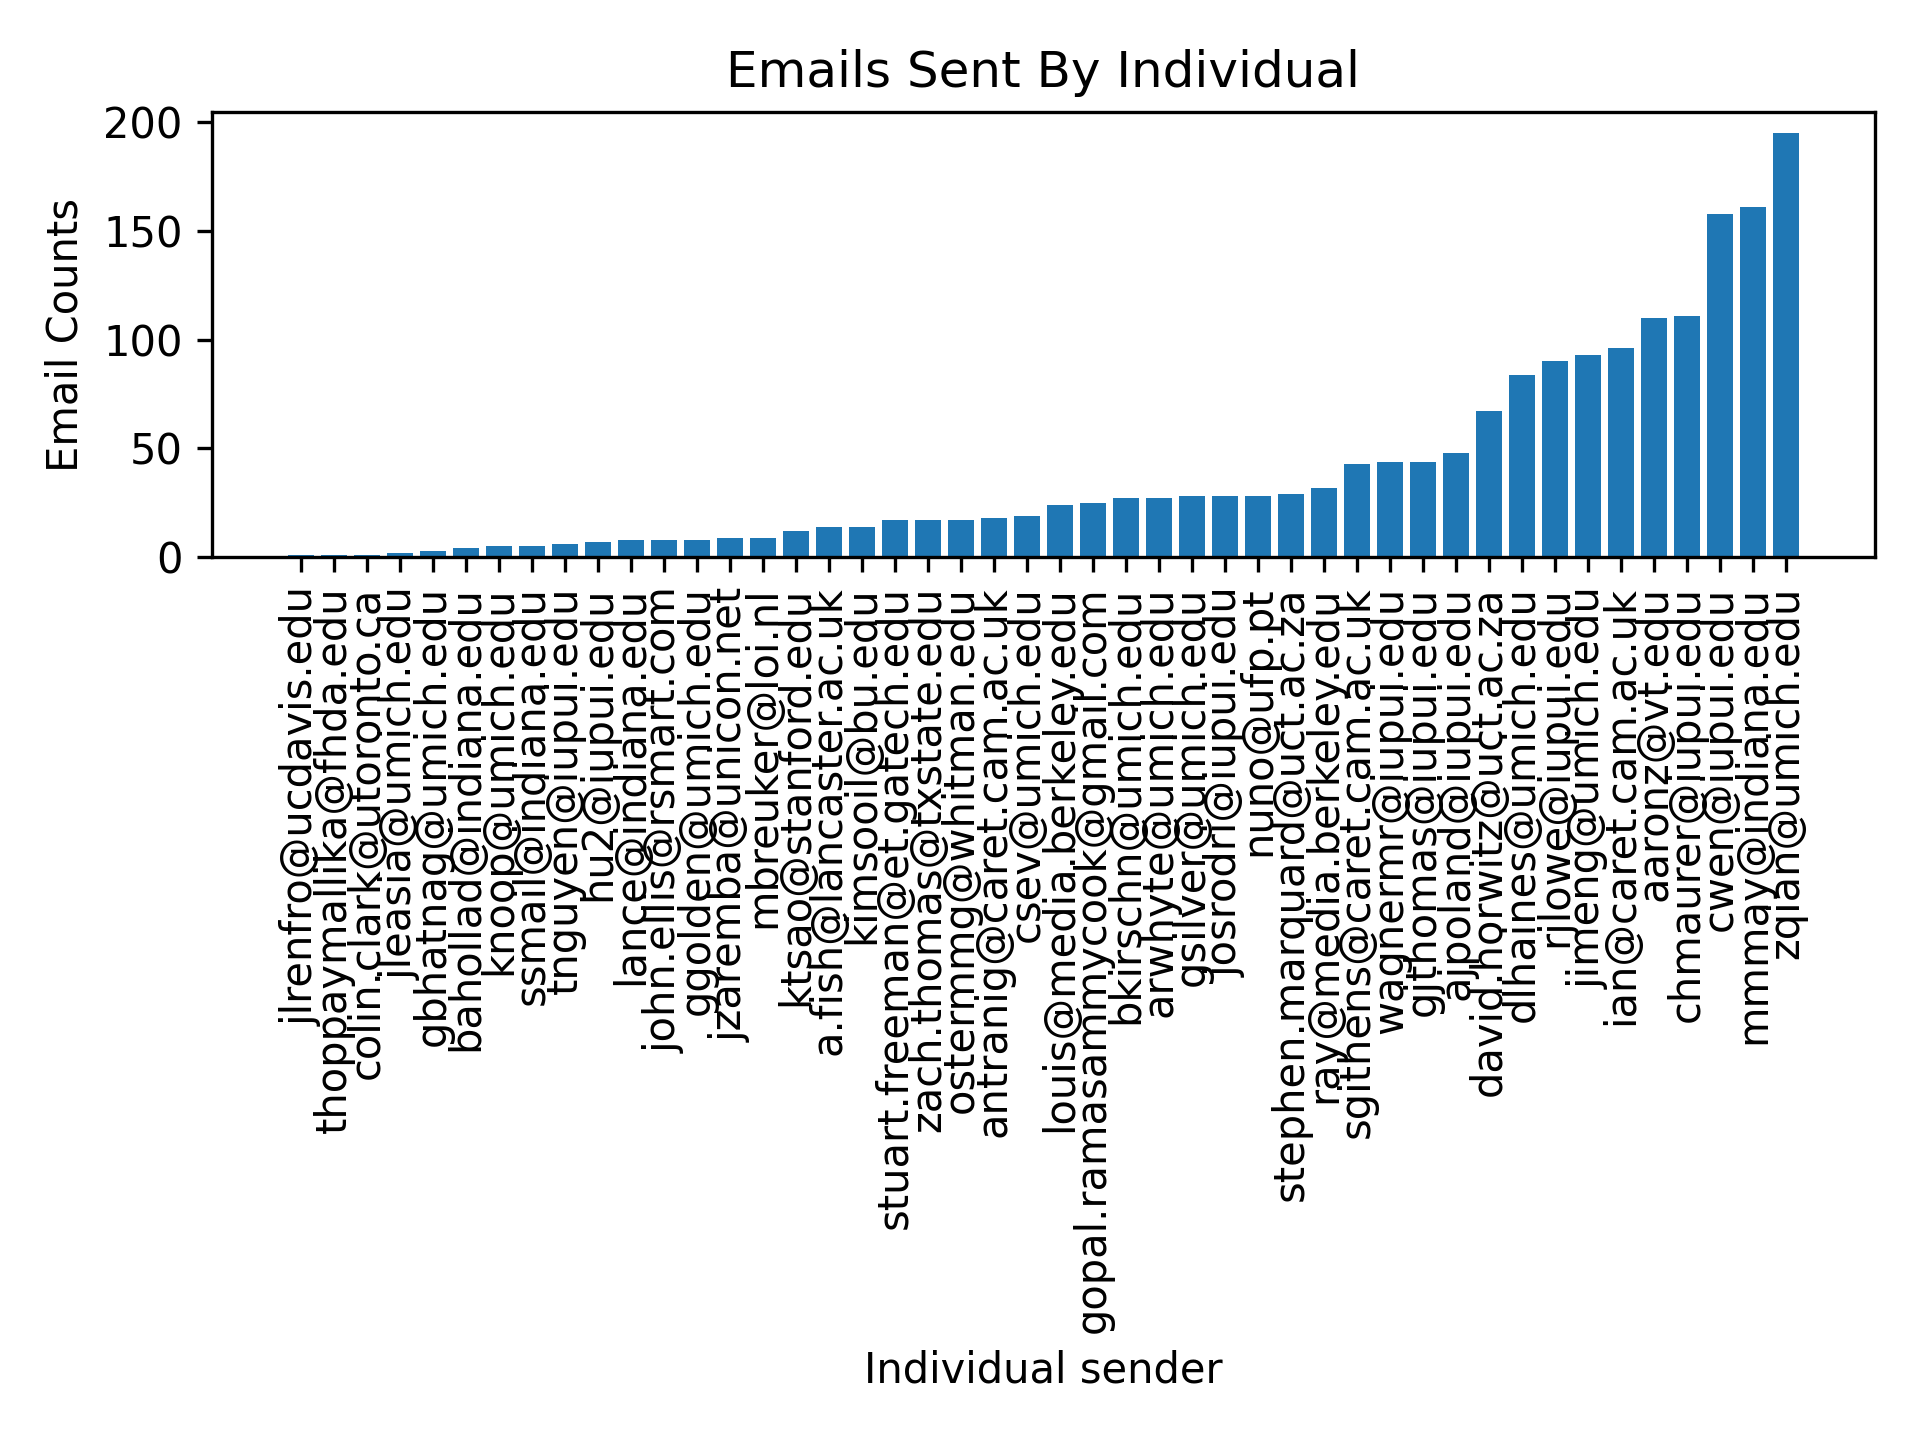 Emails Sent By Individual
Email Counts
200
150
100
50
0
jlrenfro@ucdavis.edu
thoppaymallika@fhda.edu
colin.clark@utoronto.ca
jleasia@umich.edu
gbhatnag@umich.edu
bahollad@indiana.edu
knoop@umich.edu
ssmail@indiana.edu
tnguyen@iupui.edu
hu2@iupui.edu
lance@indiana.edu
john.ellis@rsmart.com
ggolden@umich.edu
jzaremba@unicon.net
mbreuker@loi.nl
ktsao@stanford.edu
a.fish@lancaster.ac.uk
kimsooil@bu.edu
stuart.freeman@et.gatech.edu
zach.thomas@txstate.edu
ostermmg@whitman.edu
antranig@caret.cam.ac.uk
csev@umich.edu
louis@media.berkeley.edu
gopal.ramasammycook@gmail.com
bkirschn@umich.edu
arwhyte@umich.edu
gsilver@umich.edu
josrodri@iupui.edu
nuno@ufp.pt
stephen.marquard@uct.ac.za
ray@media.berkeley.edu
sgithens@caret.cam.ac.uk
wagnermr@iupui.edu
gjthomas@iupui.edu
ajpoland@iupui.edu
david.horwitz@uct.ac.za
dlhaines@umich.edu
rjlowe@iupui.edu
jimeng@umich.edu
ian@caret.cam.ac.uk
aaronz@vt.edu
chmaurer@iupui.edu
cwen@iupui.edu
mmmay@indiana.edu
zqian@umich.edu
Individual sender